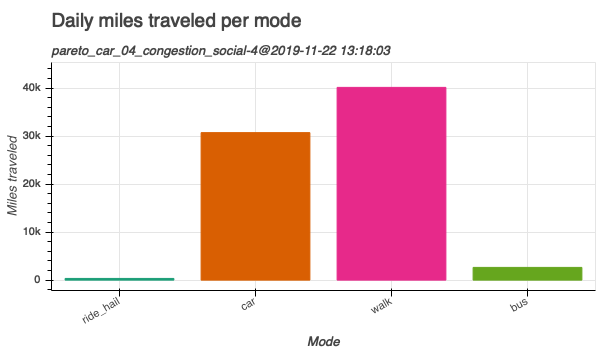 Daily miles traveled per mode
pareto_car_04_congestion_social-4@2019-11-22 13:18:03
Miles traveled
40k
30k
20k
10k
0
ride_hail
car
walk
bus
Mode